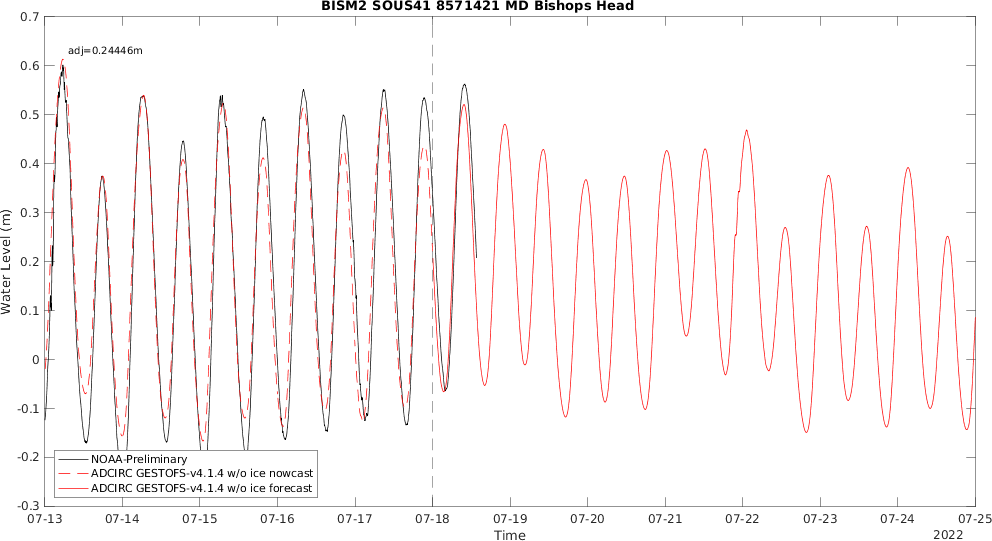 BISM2 SOUS41 8571421 MD Bishops Head
adj=0.24446m
Water Level (m)
0.7
0.6
0.5
0.4
0.3
0.2
0.1
0
-0.1
-0.2
-0.3
NOAA-Preliminary
ADCIRC GESTOFS-v4.1.4 w/o ice nowcast
ADCIRC GESTOFS-v4.1.4 w/o ice forecast
07-13 07-14 07-15 07-16 07-17 07-18 07-19 07-20 07-21 07-22 07-23 07-24 07-25
Time
2022